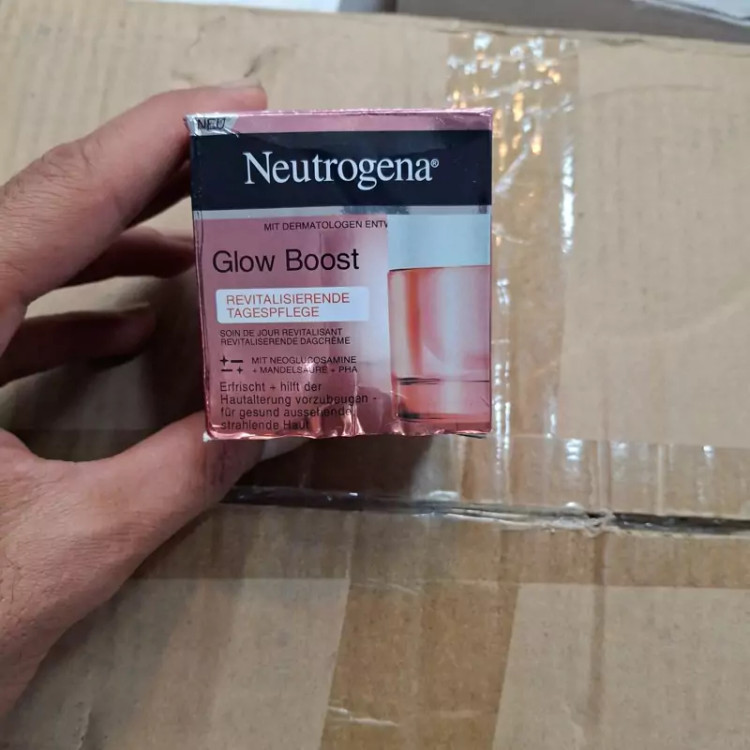 NEU
Neutrogena®
MIT DERMATOLOGEN
Glow Boost
REVITALISIERENDE
TAGESPFLEGE
SOIN DE JOUR REVITALISANT
REVITALISERENDE DAGCRÈME
MIT NEOGLUCOSAMINE
+ MANDELSÄURE + PHA
Erfrischt + hilft der
Hautalterung vorzubeugen -
für gesund aussehende
strahlende Haut